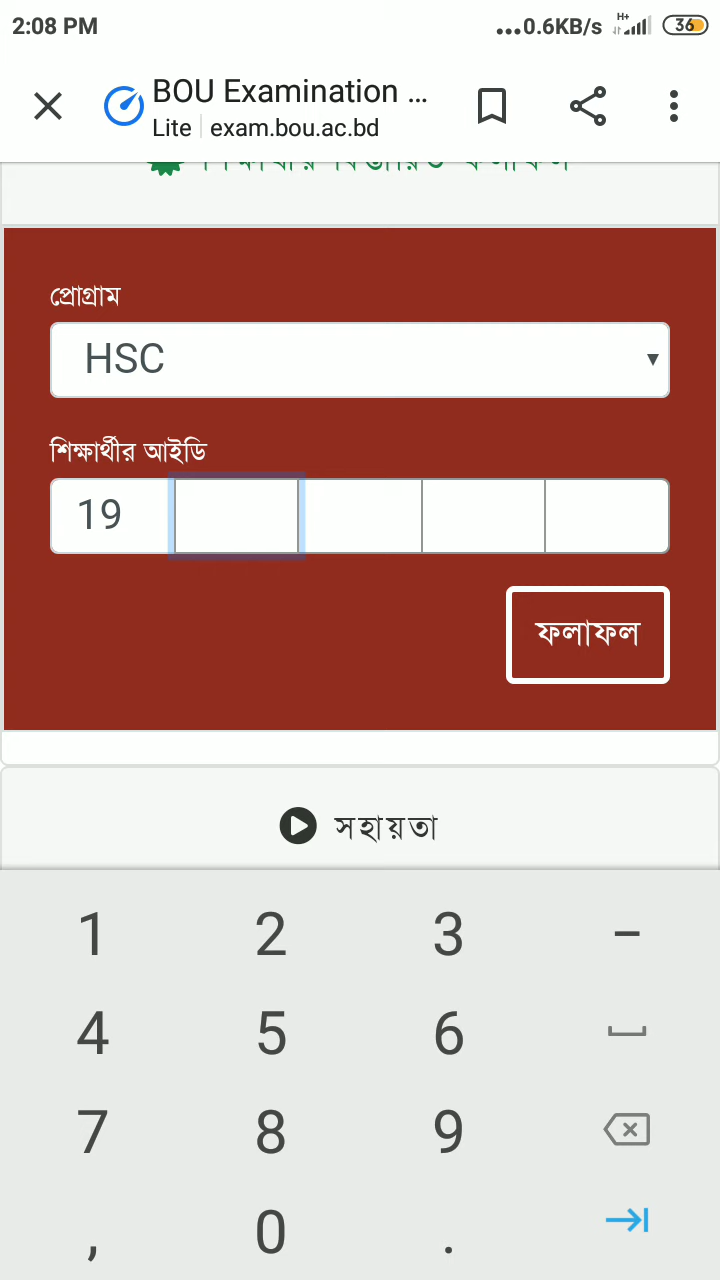 2:08 PM ...0.6KB/s H+ 36
BOU Examination ...
Lite exam.bou.ac.bd
প্রোগ্রাম
HSC
শিক্ষার্থীর আইডি
19
ফলাফল
সহায়তা
1 2 3 –
4 5 6
7 8 9
, 0 .